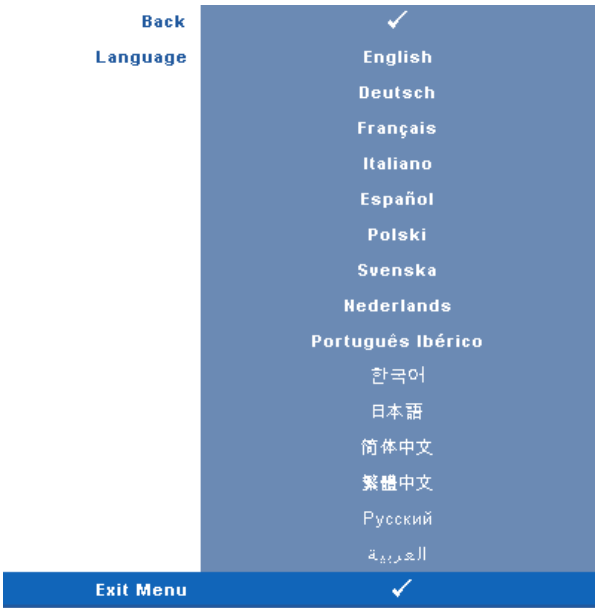 Back ✓
Language English
Deutsch
Français
Italiano
Español
Polski
Svenska
Nederlands
Português Ibérico
한국어
日本語
简体中文
繁體中文
Русский
العربية
Exit Menu ✓